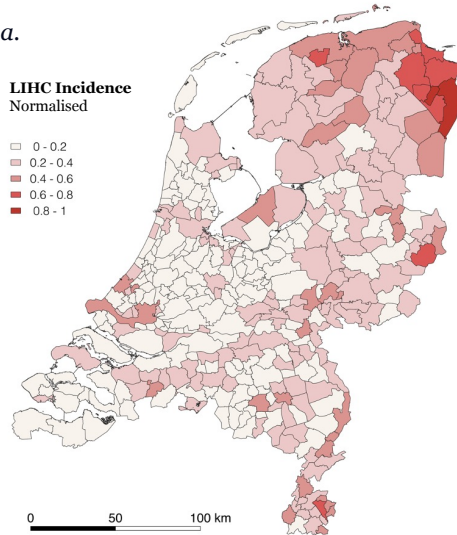 a.
LIHC Incidence
Normalised
0 - 0.2
0.2 - 0.4
0.4 - 0.6
0.6 - 0.8
0.8 - 1
0 50 100 km